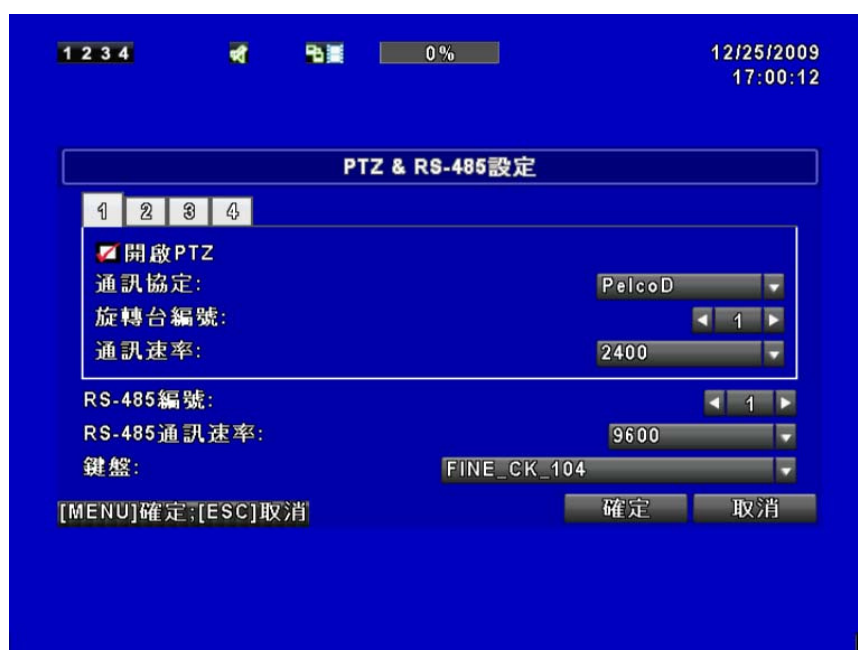 1 2 3 4 0% 12/25/2009
17:00:12
PTZ & RS-485設定
1 2 3 4
開啟PTZ
通訊協定: PelcoD
旋轉台編號: 1
通訊速率: 2400
RS-485編號: 1
RS-485通訊速率: 9600
鍵盤: FINE_CK_104
[MENU]確定;[ESC]取消 確定 取消